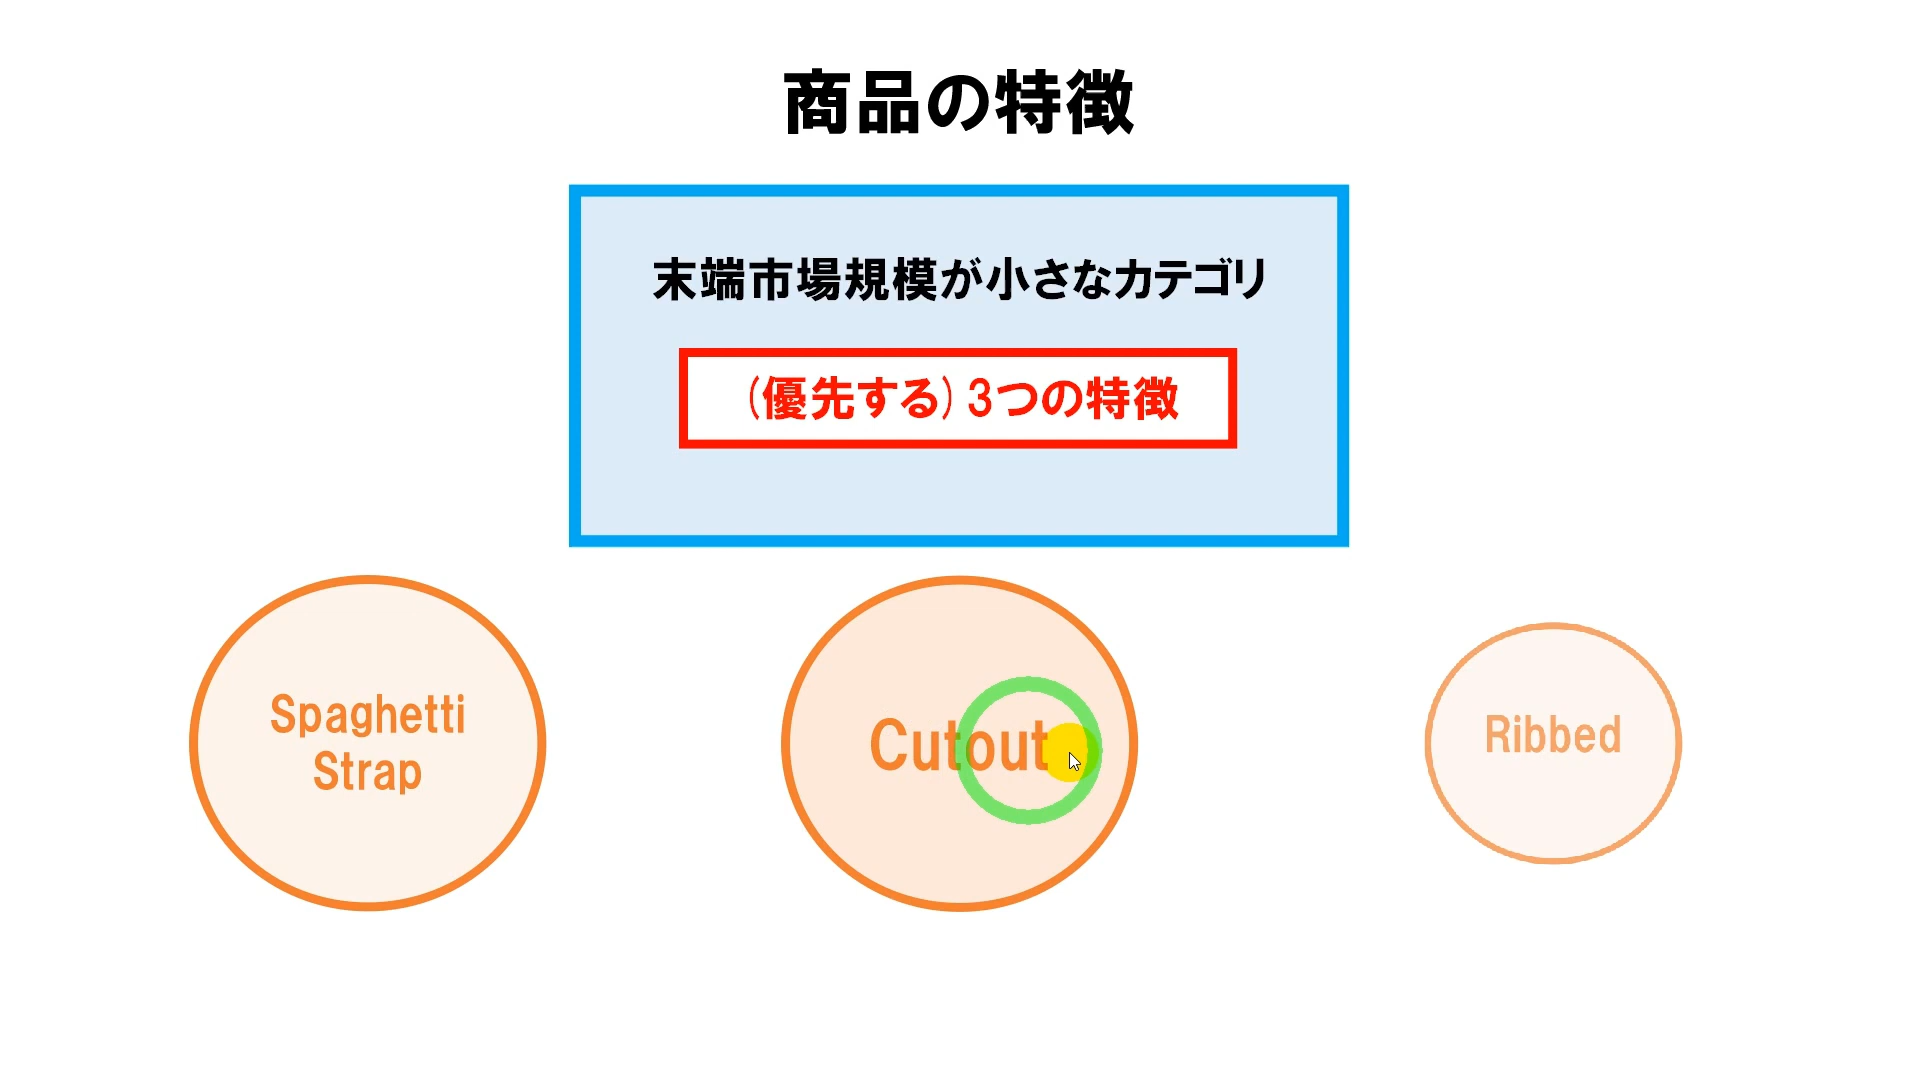 商品の特徴
末端市場規模が小さなカテゴリ
(優先する)3つの特徴
Spaghetti
Strap
Cutout
Ribbed